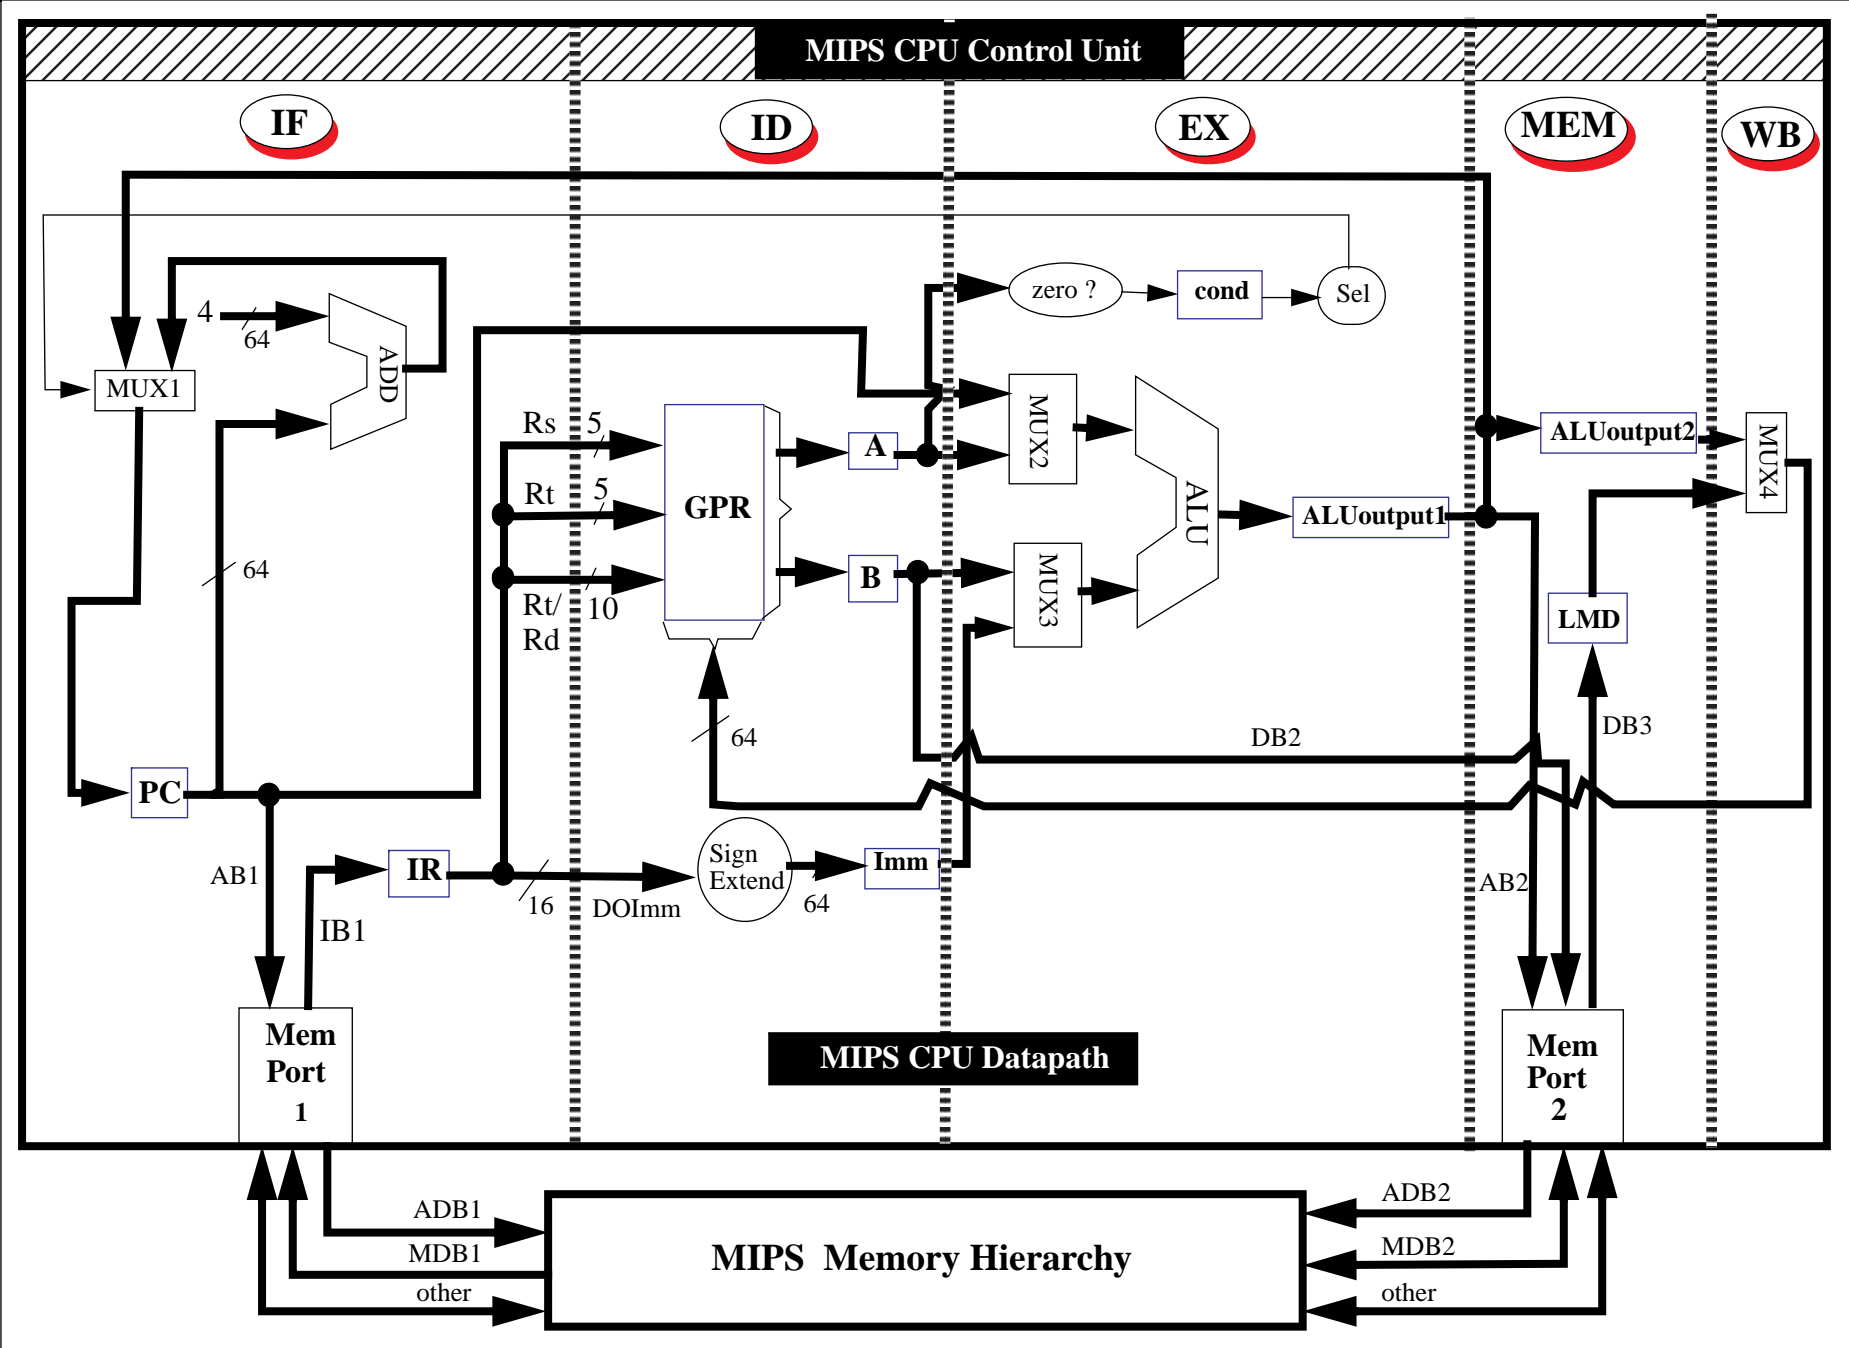 MIPS CPU Control Unit
IF
ID
EX
MEM
WB
4
64
ADD
MUX1
zero ?
cond
Sel
Rs
5
Rt
5
Rt/
Rd
10
GPR
A
B
MUX2
MUX3
ALU
ALUoutput1
ALUoutput2
MUX4
LMD
64
64
DB2
DB3
PC
AB1
IR
IB1
16
DOImm
Sign
Extend
64
Imm
AB2
Mem
Port
1
MIPS CPU Datapath
Mem
Port
2
ADB1
MDB1
other
MIPS Memory Hierarchy
ADB2
MDB2
other